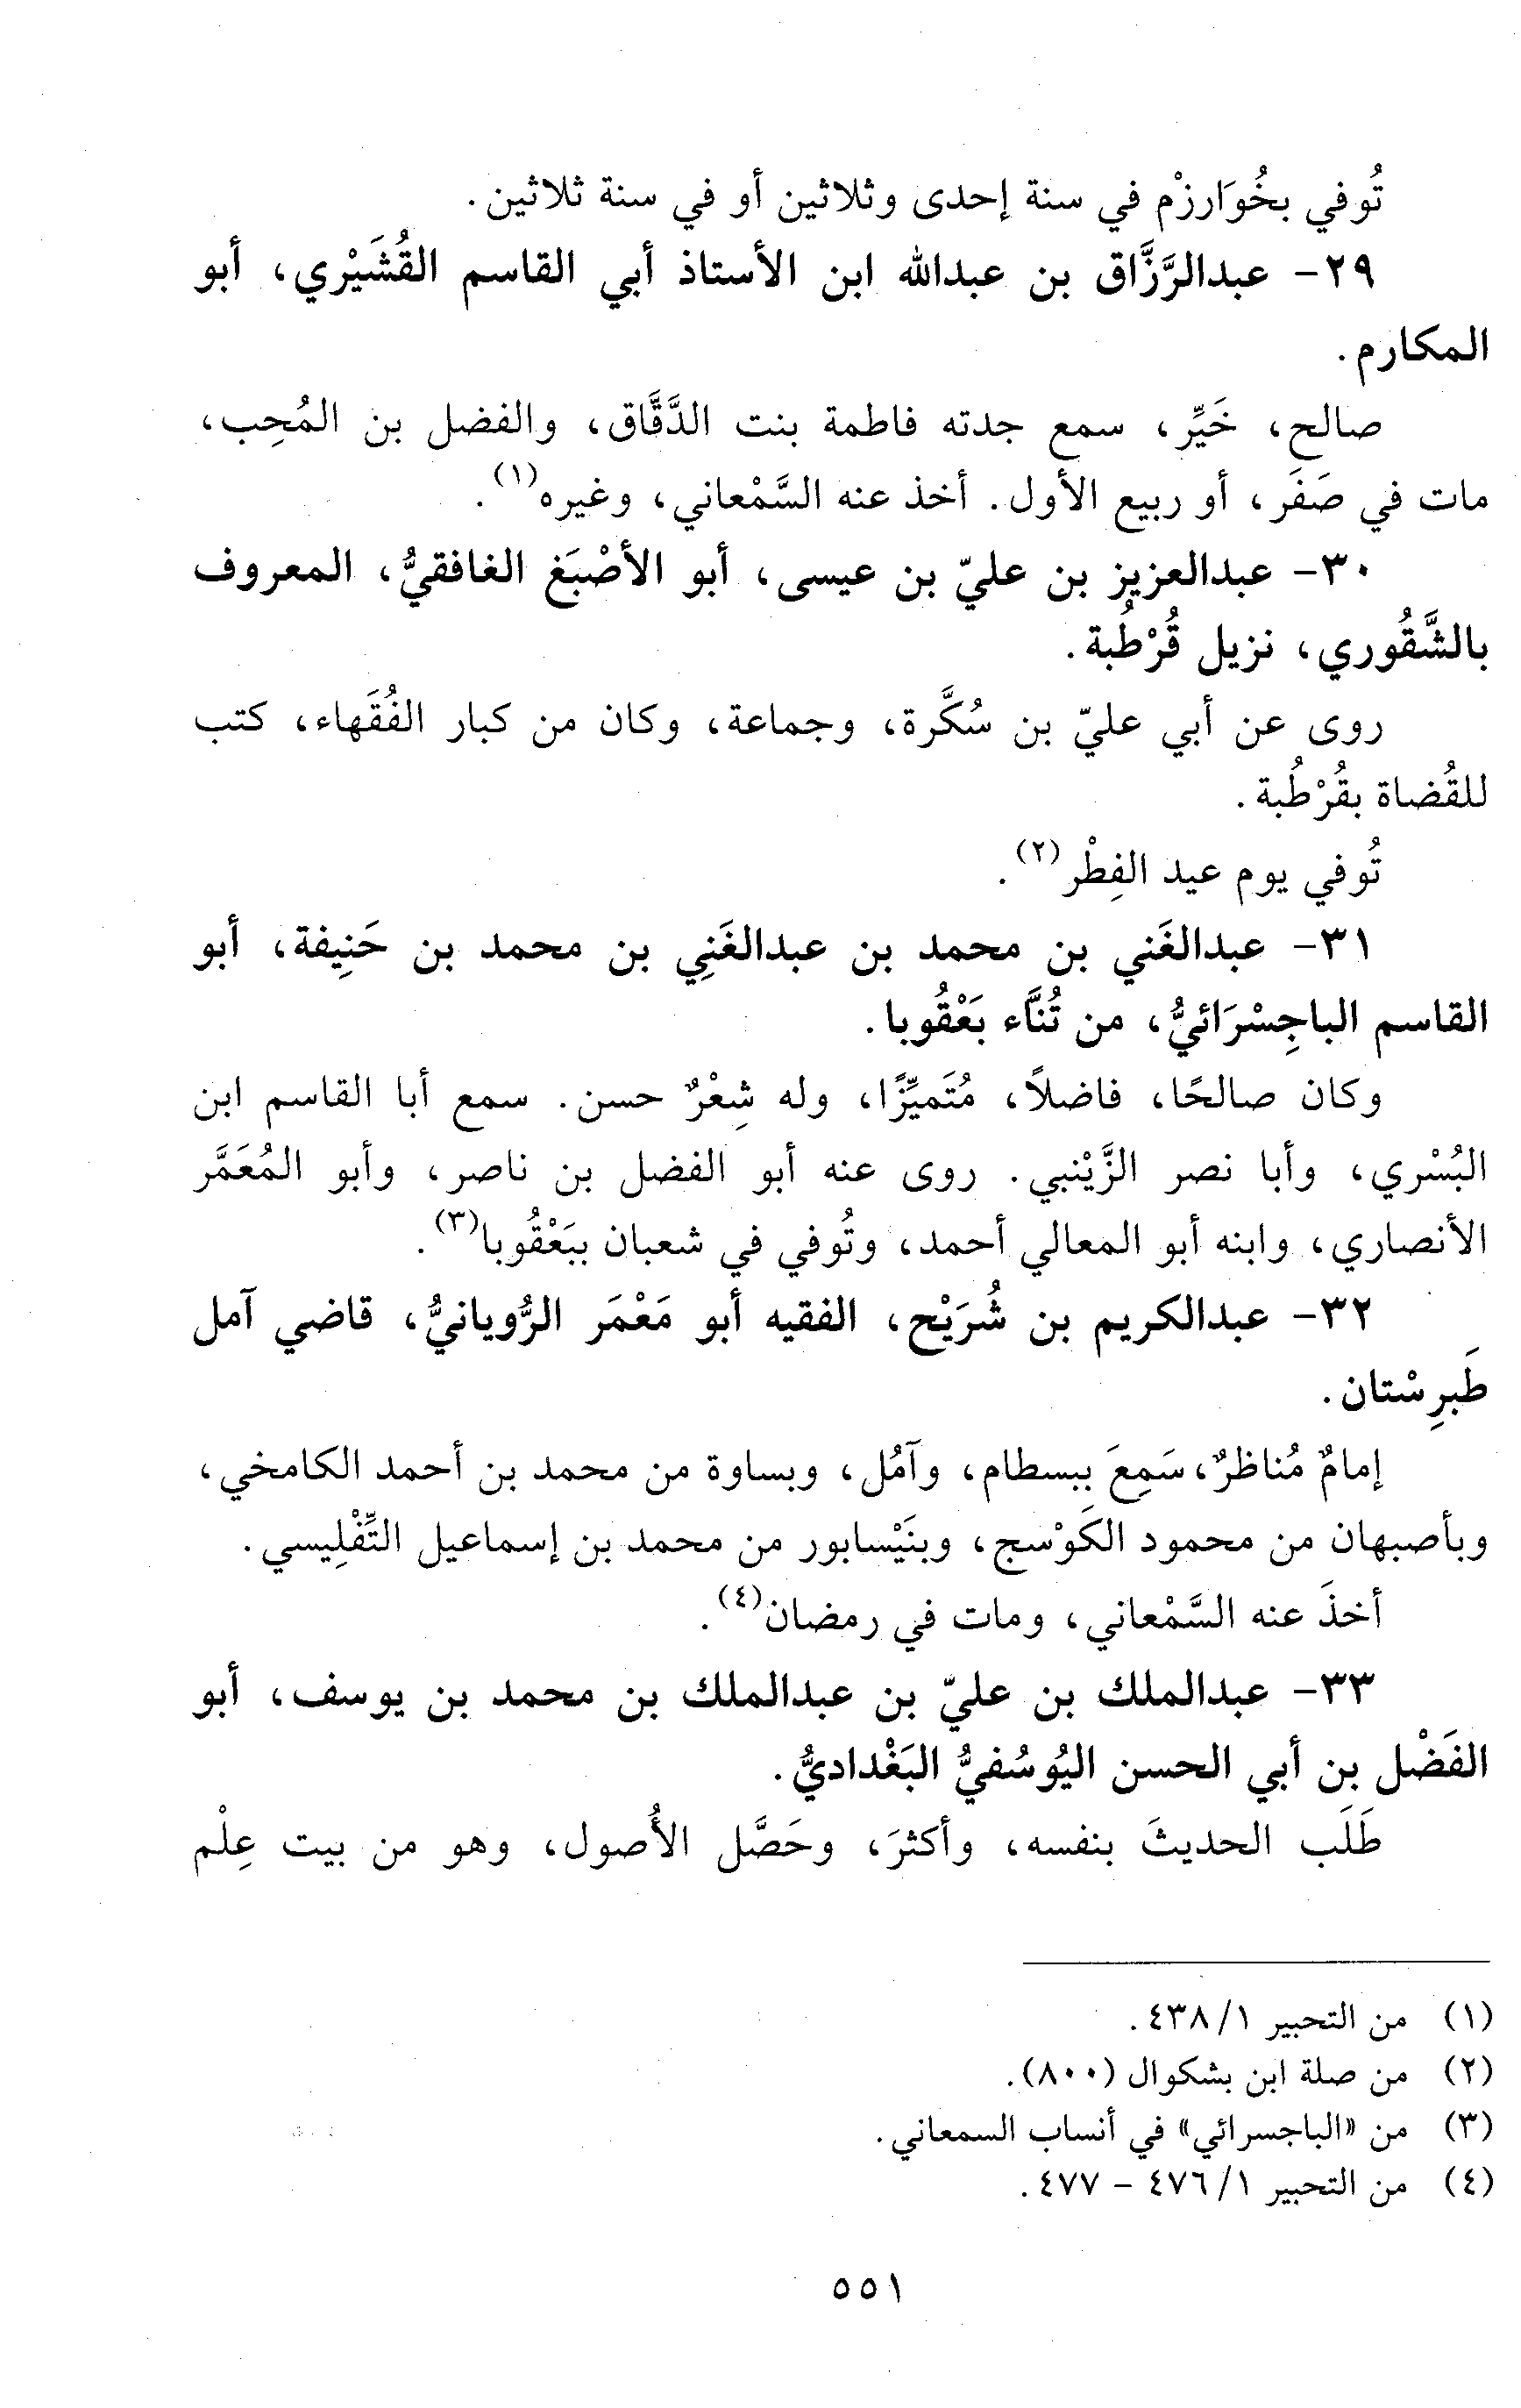 تُوفي بخُوَارزْم في سنة إحدى وثلاثين أو في سنة ثلاثين.
٢٩- عبدالرَّزَّاق بن عبدالله ابن الأستاذ أبي القاسم القُشَيْري، أبو
المكارم.
صالح، خَيِّر، سمع جدته فاطمة بنت الدَّقَّاق، والفضل بن المُحِب،
مات في صَفَر، أو ربيع الأول. أخذ عنه السَّمْعاني، وغيره(١).
٣٠- عبدالعزيز بن عليّ بن عيسى، أبو الأصْبَغ الغافقيُّ، المعروف
بالشَّقُوري، نزيل قُرْطُبة.
روى عن أبي عليّ بن سُكَّرة، وجماعة، وكان من كبار الفُقَهاء، كتب
للقُضاة بقُرْطُبة.
تُوفي يوم عيد الفِطْر(٢).
٣١- عبدالغَني بن محمد بن عبدالغَنِي بن محمد بن حَنِيفة، أبو
القاسم الباجِسْرَائيُّ، من تُنَّاء بَعْقُوبا.
وكان صالحًا، فاضلاً، مُتَميِّزًا، وله شِعْرٌ حسن. سمع أبا القاسم ابن
البُسْري، وأبا نصر الزَّيْنبي. روى عنه أبو الفضل بن ناصر، وأبو المُعَمَّر
الأنصاري، وابنه أبو المعالي أحمد، وتُوفي في شعبان ببَعْقُوبا(٣).
٣٢- عبدالكريم بن شُرَيْح، الفقيه أبو مَعْمَر الرُّويانيُّ، قاضي آمل
طَبرِسْتان.
إمامٌ مُناظرٌ، سَمِعَ ببسطام، وآمُل، وبساوة من محمد بن أحمد الكامخي،
وبأصبهان من محمود الكَوْسج، وبنَيْسابور من محمد بن إسماعيل التِّفْلِيسي.
أخذَ عنه السَّمْعاني، ومات في رمضان(٤).
٣٣- عبدالملك بن عليّ بن عبدالملك بن محمد بن يوسف، أبو
الفَضْل بن أبي الحسن اليُوسُفيُّ البَغْداديُّ.
طَلَب الحديثَ بنفسه، وأكثرَ، وحَصَّل الأُصول، وهو من بيت عِلْم
(١) من التحبير ١/ ٤٣٨.
(٢) من صلة ابن بشكوال (٨٠٠).
(٣) من «الباجسرائي» في أنساب السمعاني.
(٤) من التحبير ١/ ٤٧٦ - ٤٧٧.
٥٥١